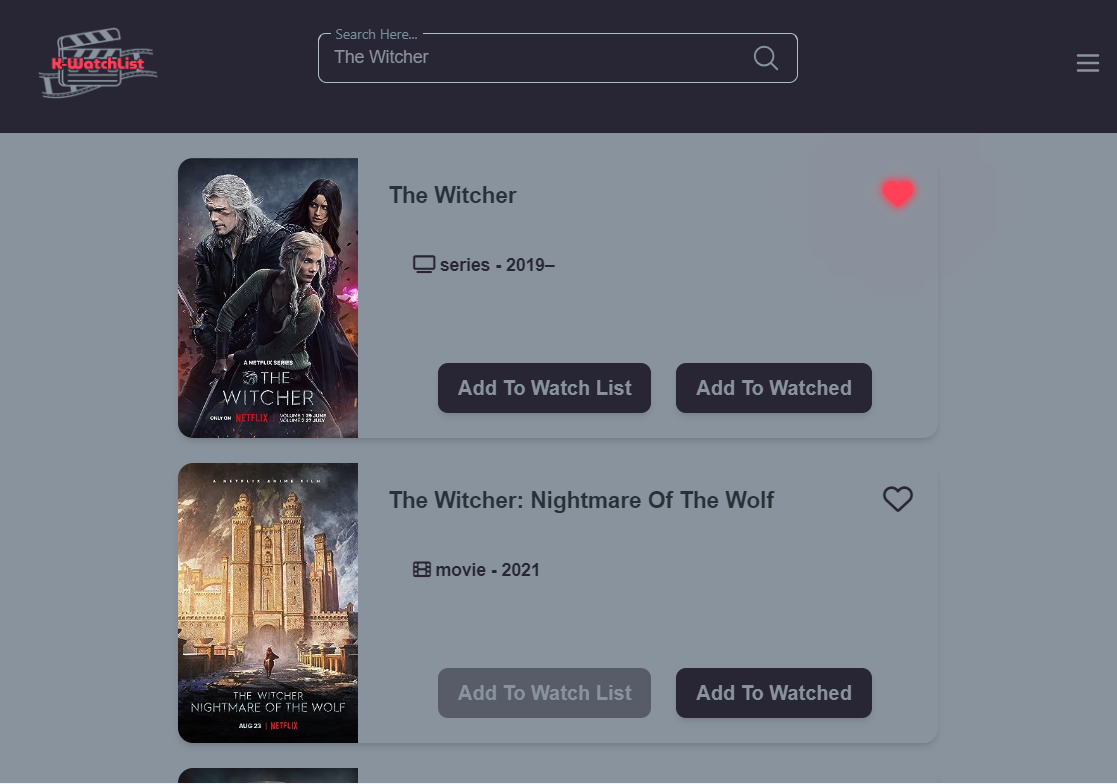 K-WatchList
Search Here...
The Witcher
The Witcher
series - 2019–
Add To Watch List
Add To Watched
A NETFLIX SERIES
THE
WITCHER
ONLY ON NETFLIX | VOLUME 1 29 JUNE
VOLUME 2 27 JULY
The Witcher: Nightmare Of The Wolf
movie - 2021
Add To Watch List
Add To Watched
A NETFLIX ANIME FILM
THE WITCHER
NIGHTMARE OF THE WOLF
AUG 23 | NETFLIX